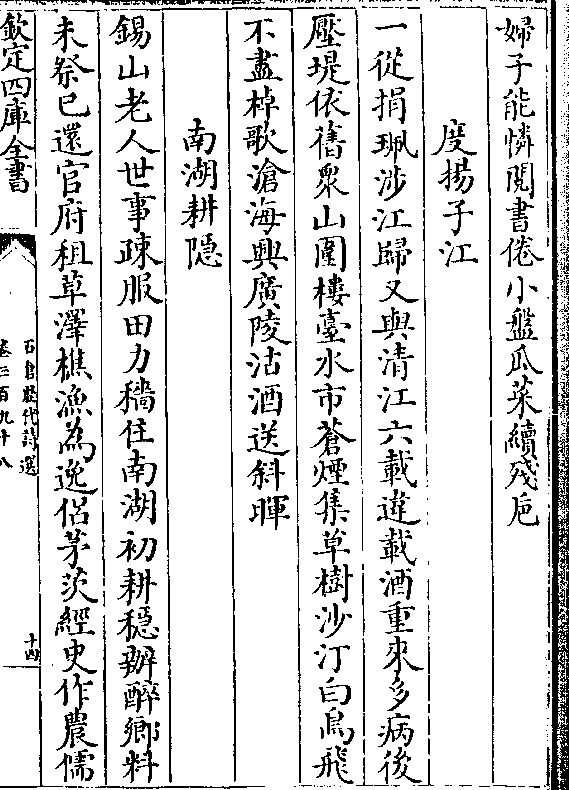 婦子能憐閱書倦小盤瓜菜續殘卮
度揚子江
一從捐珮涉江歸又與清江六載違載酒重來多病後
壓堤依舊衆山圍樓臺水市蒼煙集草樹沙汀白鳥飛
不盡棹歌滄海興廣陵沽酒送斜暉
南湖耕隱
錫山老人世事疎服田力穡住南湖初耕穏辦醉鄉料
未祭已還官府租草澤樵漁為逸侣茅茨經史作農儒
欽定四庫全書
石倉歷代詩選
卷三百九十八
十四